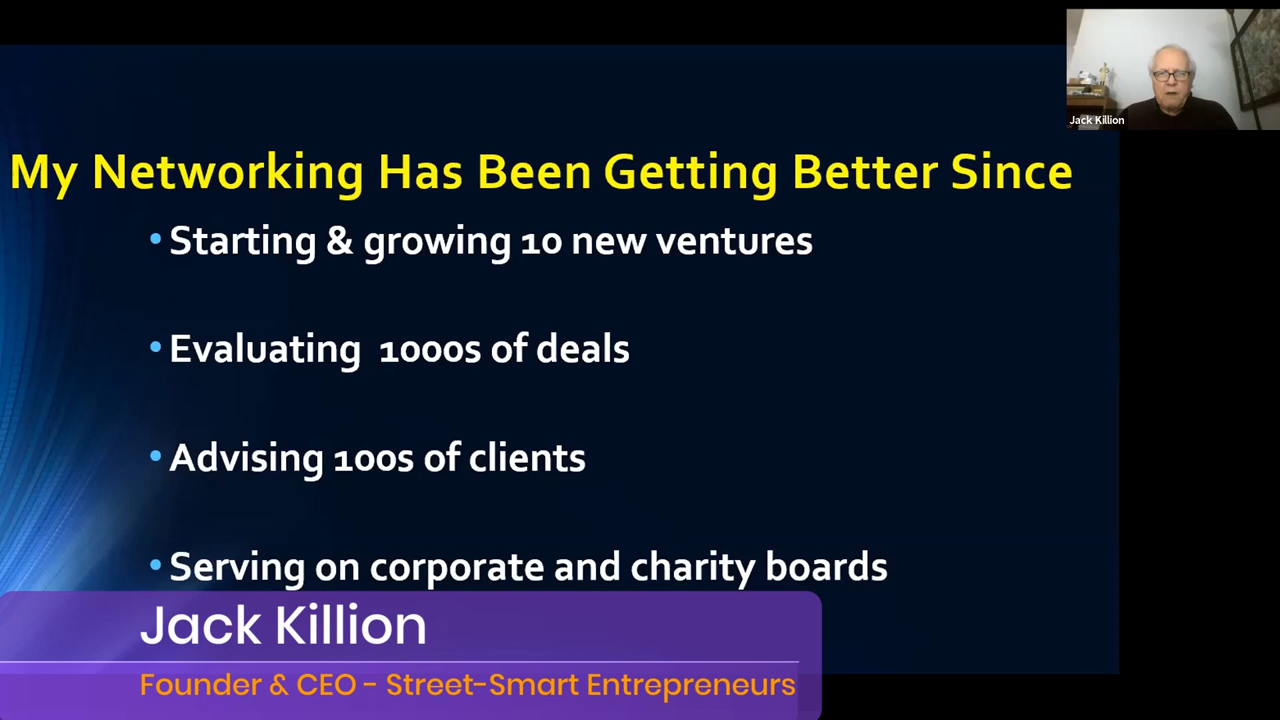 Jack Killion
My Networking Has Been Getting Better Since
•Starting & growing 10 new ventures
•Evaluating  1000s of deals
•Advising 100s of clients
•Serving on corporate and charity boards
Jack Killion
Founder & CEO - Street-Smart Entrepreneurs